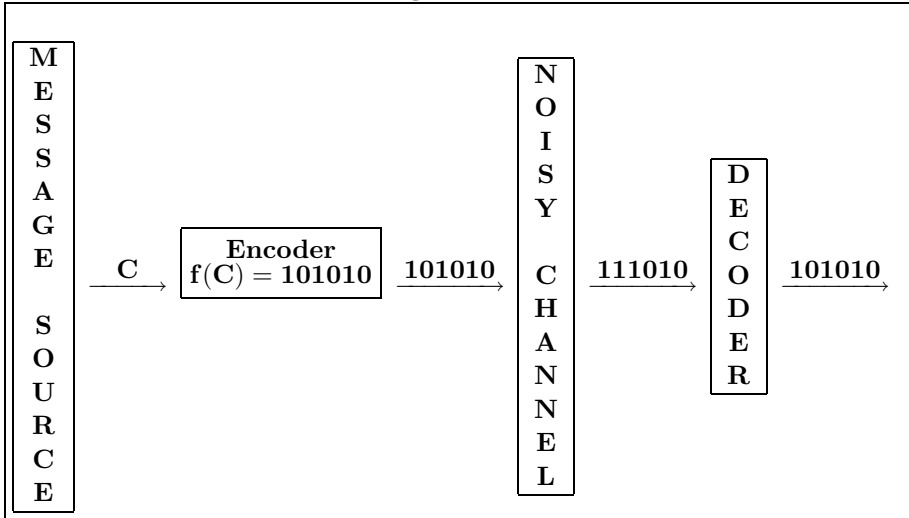 MESSAGE SOURCE
C
Encoder
f(C) = 101010
101010
NOISY CHANNEL
111010
DECODER
101010